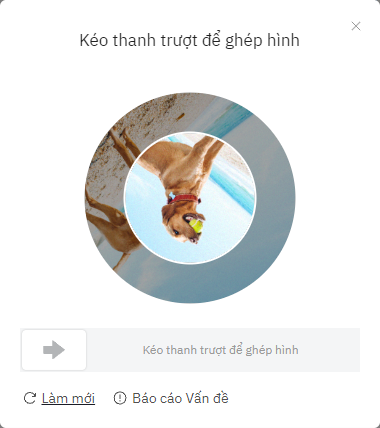 Kéo thanh trượt để ghép hình
Kéo thanh trượt để ghép hình
Làm mới
Báo cáo Vấn đề